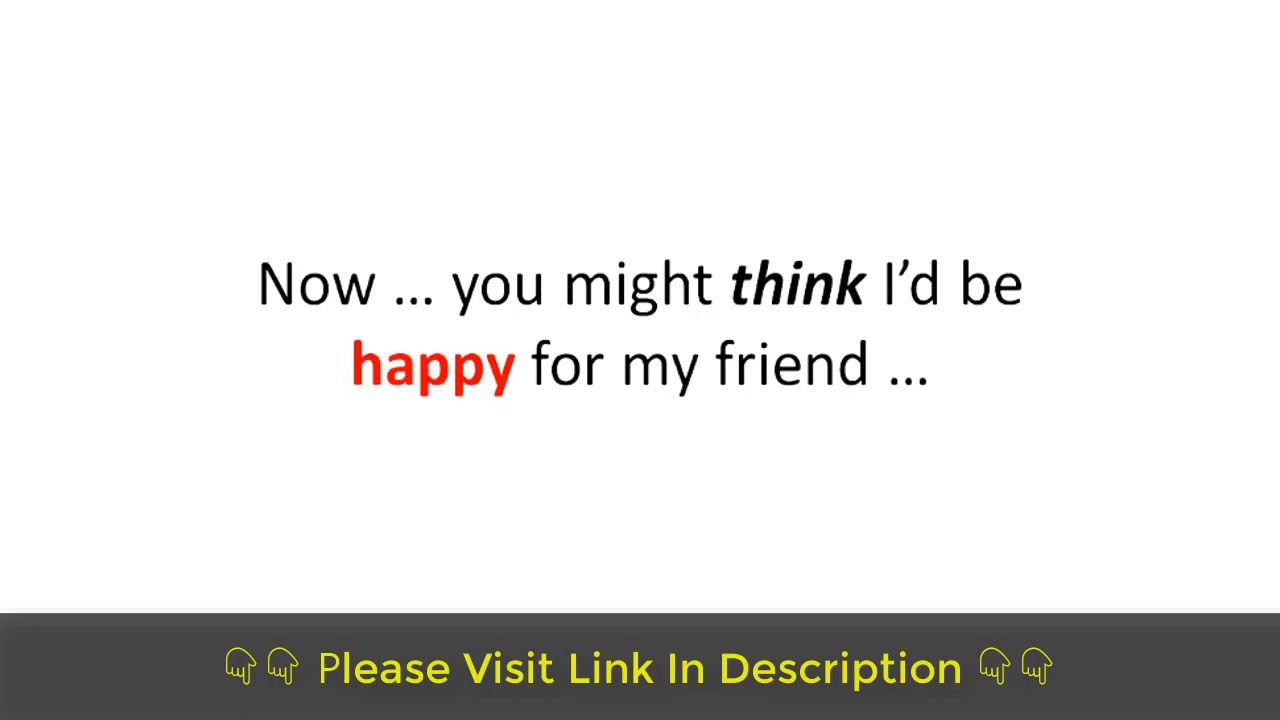 Now … you might think I’d be
happy for my friend …
Please Visit Link In Description